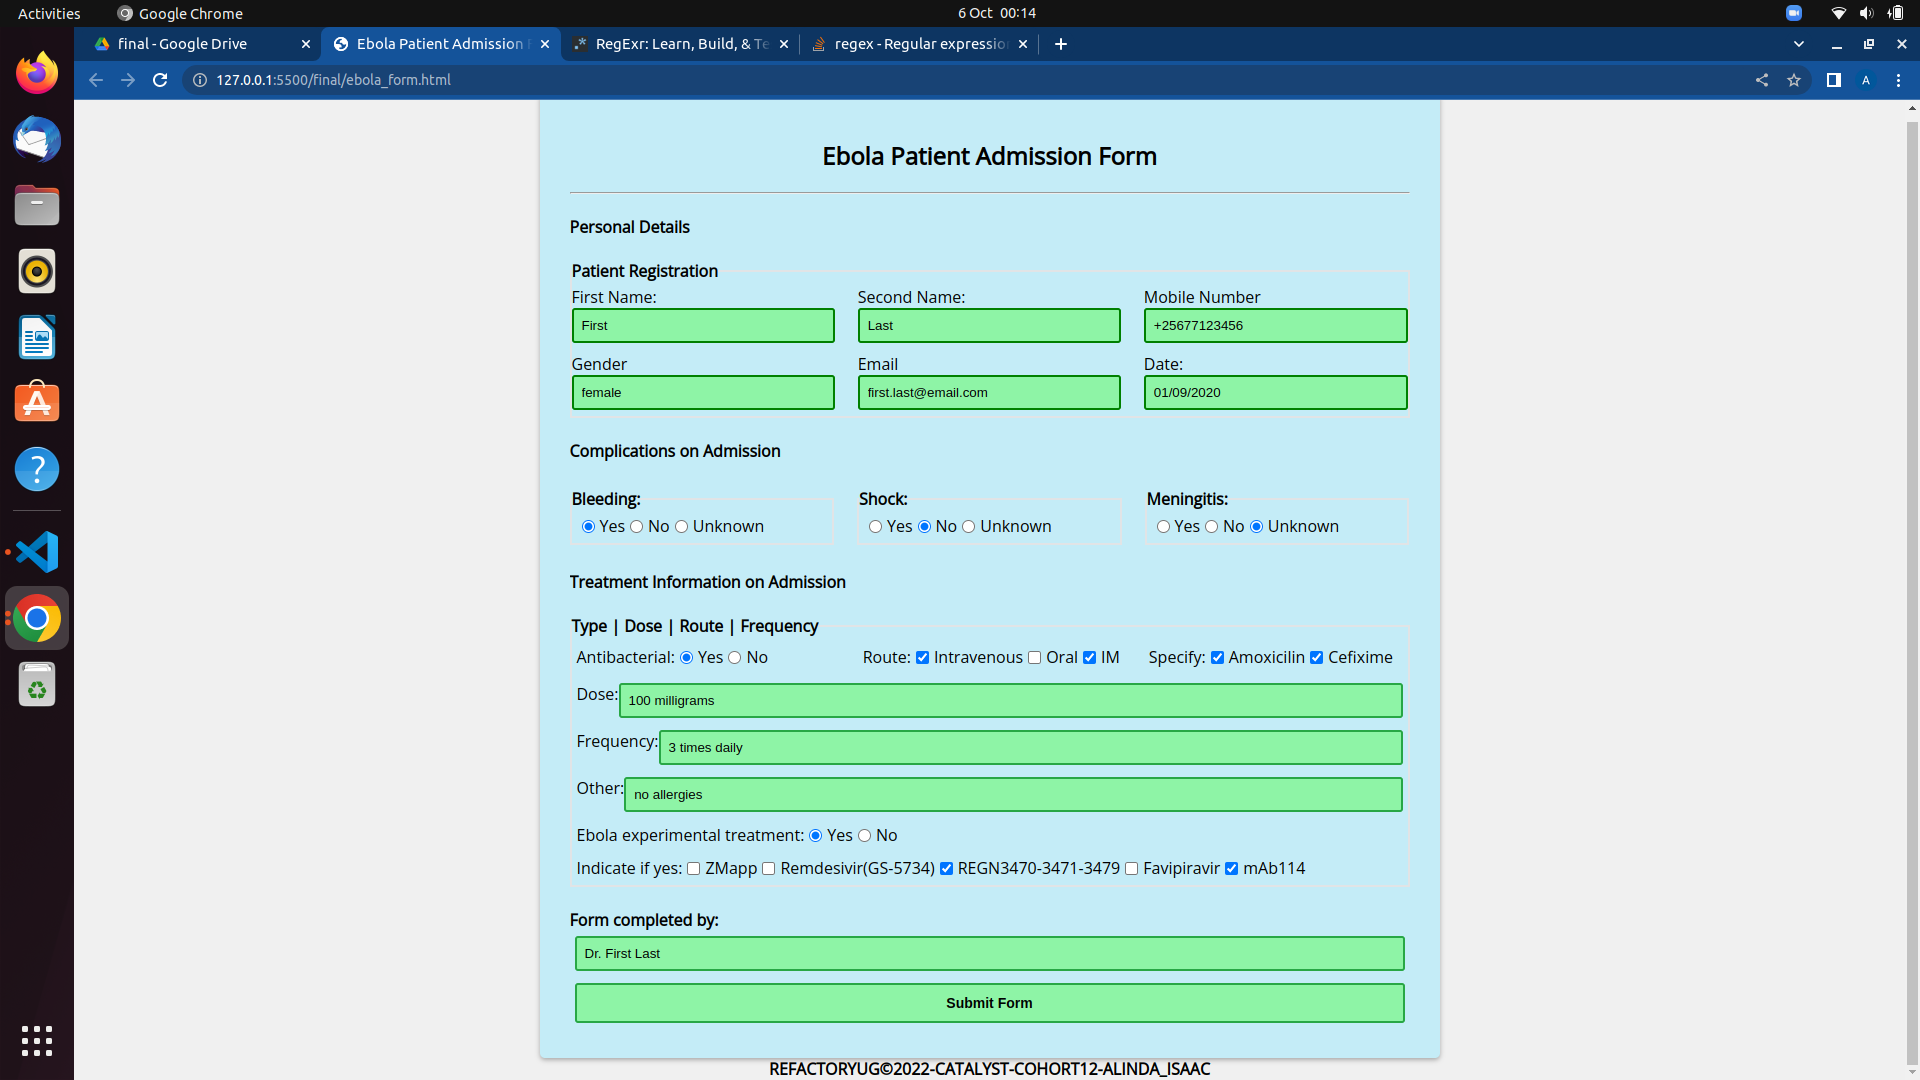 Activities Google Chrome 6 Oct 00:14
final - Google Drive Ebola Patient Admission RegExr: Learn, Build, & Te regex - Regular expressio
127.0.0.1:5500/final/ebola_form.html A
Ebola Patient Admission Form
Personal Details
Patient Registration
First Name: Second Name: Mobile Number
First Last +25677123456
Gender Email Date:
female first.last@email.com 01/09/2020
Complications on Admission
Bleeding: Shock: Meningitis:
Yes No Unknown Yes No Unknown Yes No Unknown
Treatment Information on Admission
Type | Dose | Route | Frequency
Antibacterial: Yes No Route: Intravenous Oral IM Specify: Amoxicilin Cefixime
Dose: 100 milligrams
Frequency: 3 times daily
Other: no allergies
Ebola experimental treatment: Yes No
Indicate if yes: ZMapp Remdesivir(GS-5734) REGN3470-3471-3479 Favipiravir mAb114
Form completed by:
Dr. First Last
Submit Form
REFACTORYUG©2022-CATALYST-COHORT12-ALINDA_ISAAC